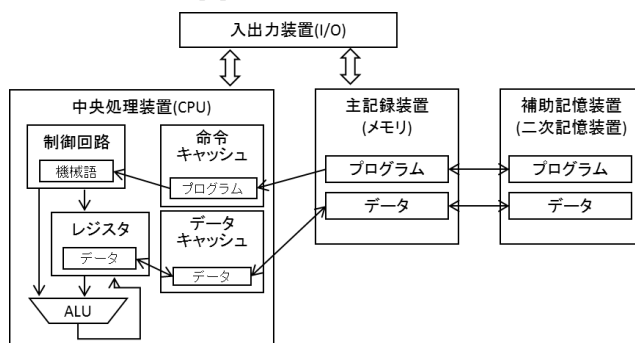 入出力装置(I/O)
中央処理装置(CPU)
制御回路
機械語
命令
キャッシュ
プログラム
レジスタ
データ
データ
キャッシュ
データ
ALU
主記録装置
(メモリ)
プログラム
データ
補助記憶装置
(二次記憶装置)
プログラム
データ